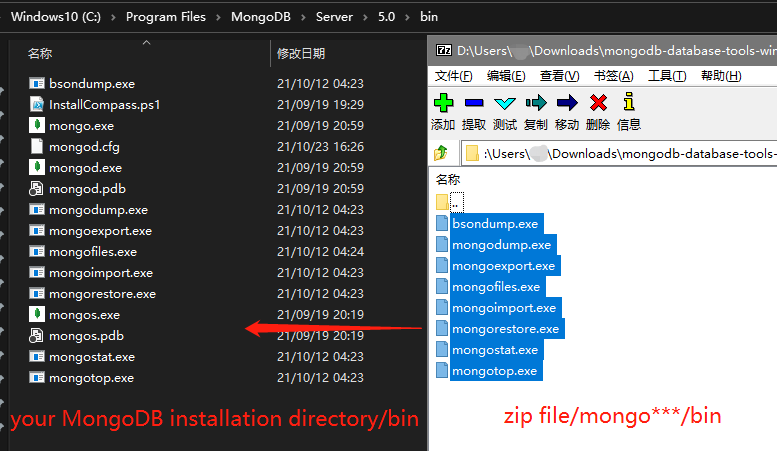 Windows10 (C:) > Program Files > MongoDB > Server > 5.0 > bin
名称 修改日期
bsondump.exe 21/10/12 04:23
InstallCompass.ps1 21/09/19 19:29
mongo.exe 21/09/19 20:59
mongod.cfg 21/10/23 16:26
mongod.exe 21/09/19 20:59
mongod.pdb 21/09/19 20:59
mongodump.exe 21/10/12 04:23
mongoexport.exe 21/10/12 04:23
mongofiles.exe 21/10/12 04:24
mongoimport.exe 21/10/12 04:23
mongorestore.exe 21/10/12 04:23
mongos.exe 21/09/19 20:19
mongos.pdb 21/09/19 20:19
mongostat.exe 21/10/12 04:23
mongotop.exe 21/10/12 04:23
your MongoDB installation directory/bin
7z D:\Users\ \Downloads\mongodb-database-tools-win
文件(F) 编辑(E) 查看(V) 书签(A) 工具(T) 帮助(H)
添加 提取 测试 复制 移动 删除 信息
:\Users\ \Downloads\mongodb-database-tools-
名称
..
bsondump.exe
mongodump.exe
mongoexport.exe
mongofiles.exe
mongoimport.exe
mongorestore.exe
mongostat.exe
mongotop.exe
zip file/mongo***/bin